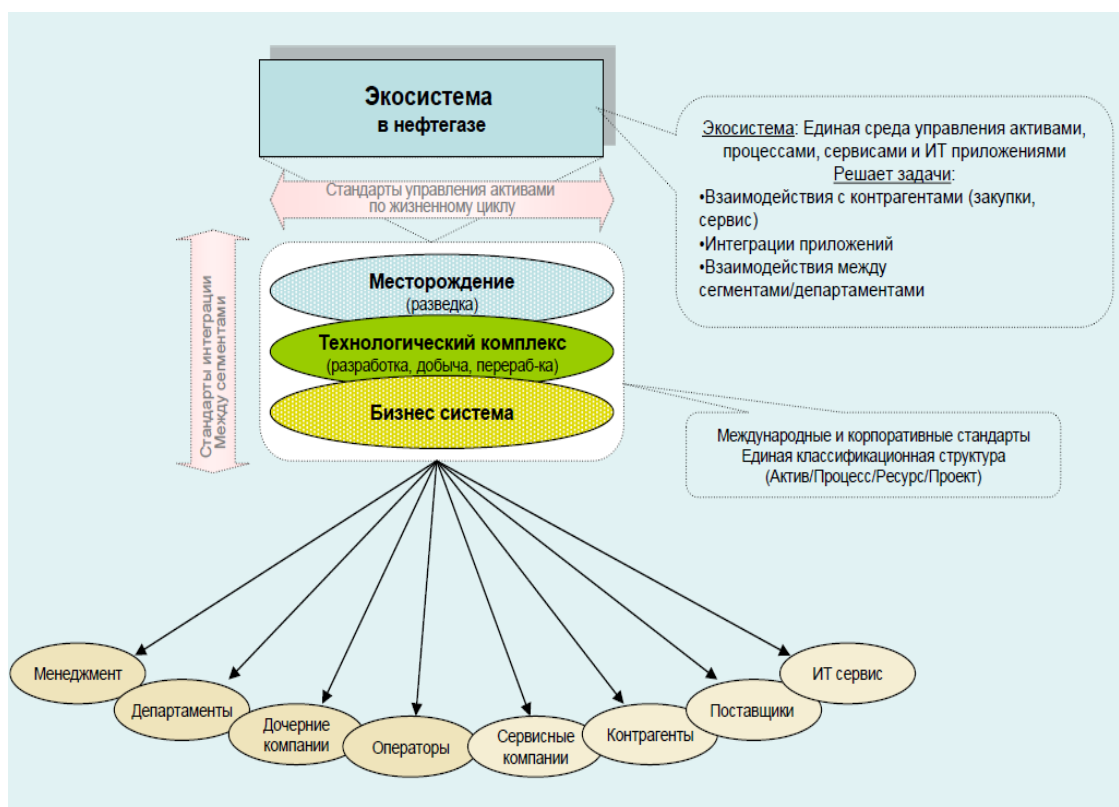 Экосистема
в нефтегазе
Экосистема: Единая среда управления активами,
процессами, сервисами и ИТ приложениями
Решает задачи:
•Взаимодействия с контрагентами (закупки,
сервис)
•Интеграции приложений
•Взаимодействия между
сегментами/департаментами
Стандарты управления активами
по жизненному циклу
Стандарты интеграции
Между сегментами
Месторождение
(разведка)
Технологический комплекс
(разработка, добыча, перераб-ка)
Бизнес система
Международные и корпоративные стандарты
Единая классификационная структура
(Актив/Процесс/Ресурс/Проект)
Менеджмент
Департаменты
Дочерние
компании
Операторы
Сервисные
компании
Контрагенты
Поставщики
ИТ сервис